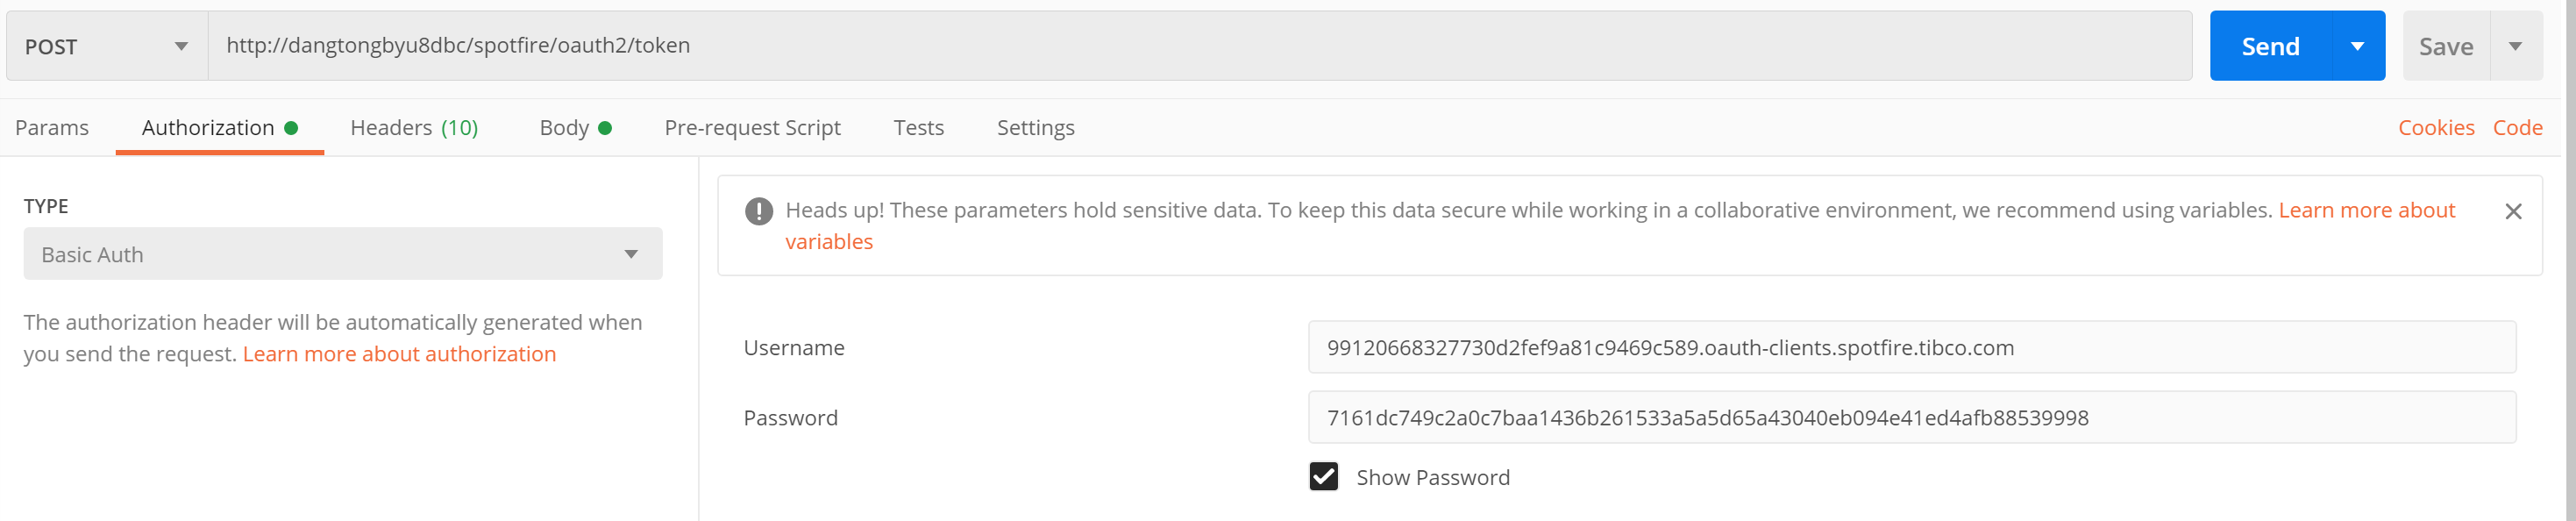 POST http://dangtongbyu8dbc/spotfire/oauth2/token Send Save
Params Authorization Headers (10) Body Pre-request Script Tests Settings Cookies Code
TYPE
Basic Auth
The authorization header will be automatically generated when
you send the request. Learn more about authorization
Heads up! These parameters hold sensitive data. To keep this data secure while working in a collaborative environment, we recommend using variables. Learn more about
variables
Username 99120668327730d2fef9a81c9469c589.oauth-clients.spotfire.tibco.com
Password 7161dc749c2a0c7baa1436b261533a5a5d65a43040eb094e41ed4afb88539998
Show Password